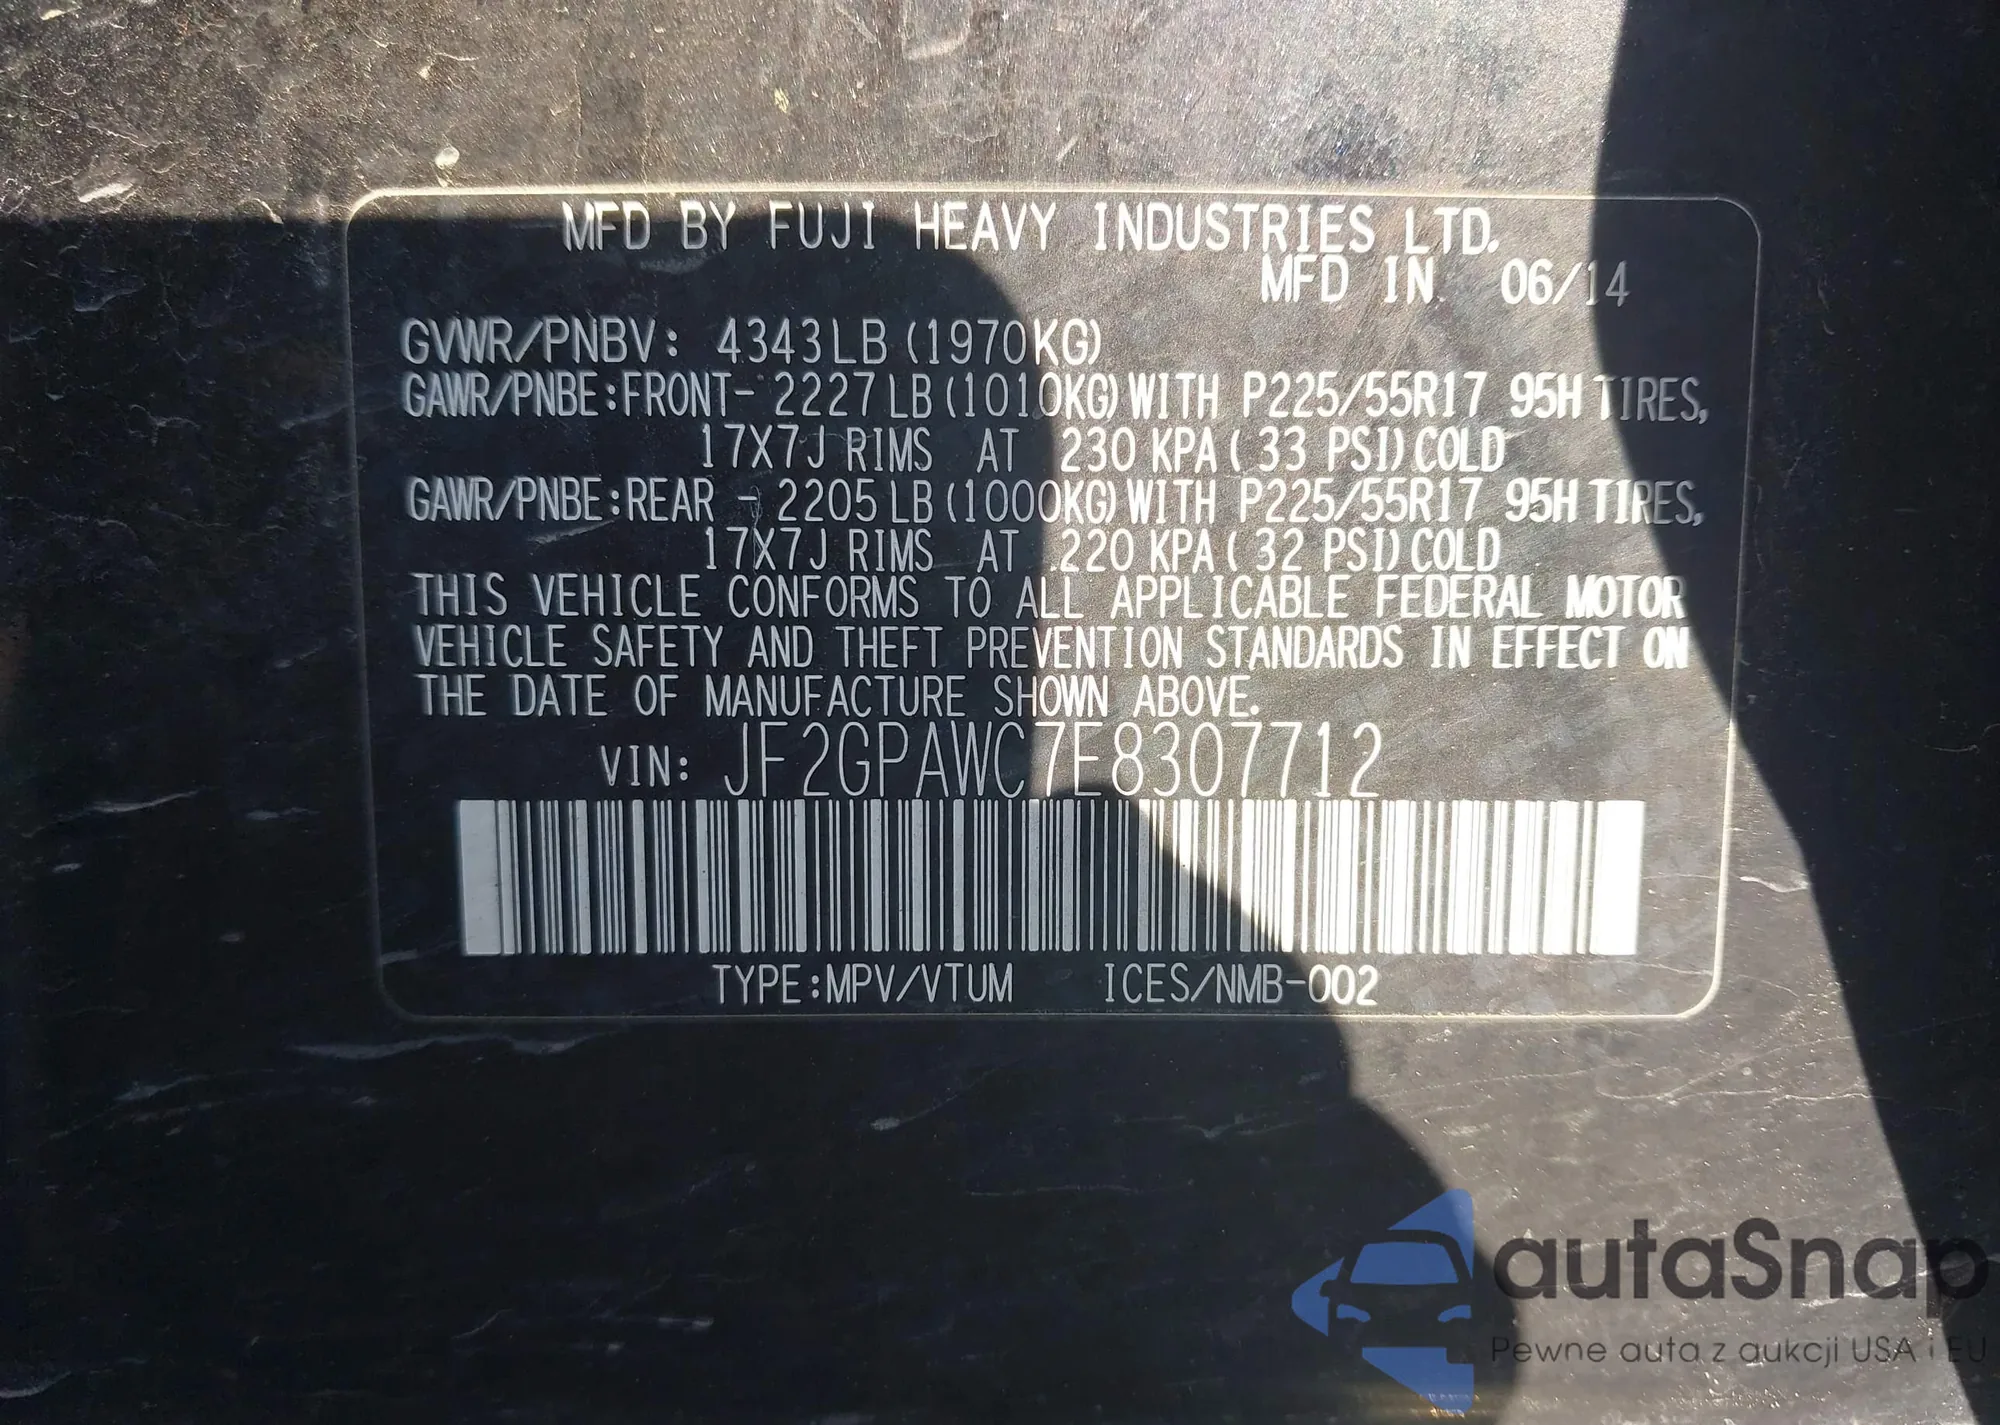 MFD BY FUJI HEAVY INDUSTRIES LTD.
MFD IN 06/14
GVWR/PNBV: 4343LB (1970KG)
GAWR/PNBE:FRONT- 2227LB (1010KG) WITH P225/55R17 95H TIRES,
17X7J RIMS AT 230 KPA ( 33 PSI) COLD
GAWR/PNBE:REAR - 2205LB (1000KG) WITH P225/55R17 95H TIRES,
17X7J RIMS AT 220 KPA ( 32 PSI) COLD
THIS VEHICLE CONFORMS TO ALL APPLICABLE FEDERAL MOTOR
VEHICLE SAFETY AND THEFT PREVENTION STANDARDS IN EFFECT ON
THE DATE OF MANUFACTURE SHOWN ABOVE.
VIN: JF2GPAWC7E8307712
TYPE:MPV/VTUM ICES/NMB-002
autaSnap
Pewne auta z aukcji USA i EU